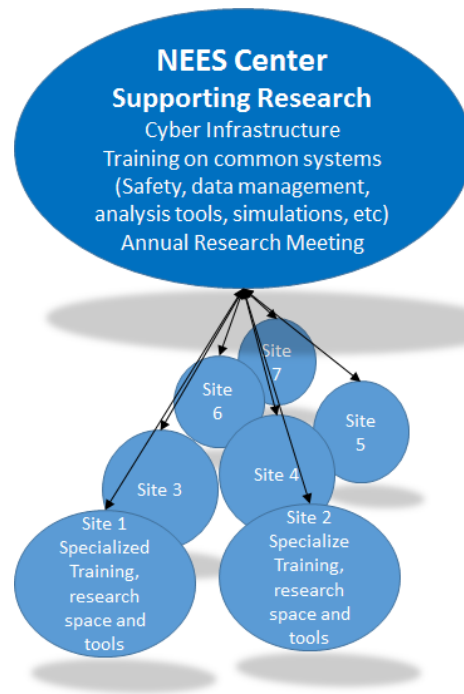 NEES Center
Supporting Research
Cyber Infrastructure
Training on common systems
(Safety, data management,
analysis tools, simulations, etc)
Annual Research Meeting
Site
7
Site
6
Site
5
Site 3
Site 4
Site 1
Specialized
Training,
research
space and
tools
Site 2
Specialize
Training,
research
space and
tools